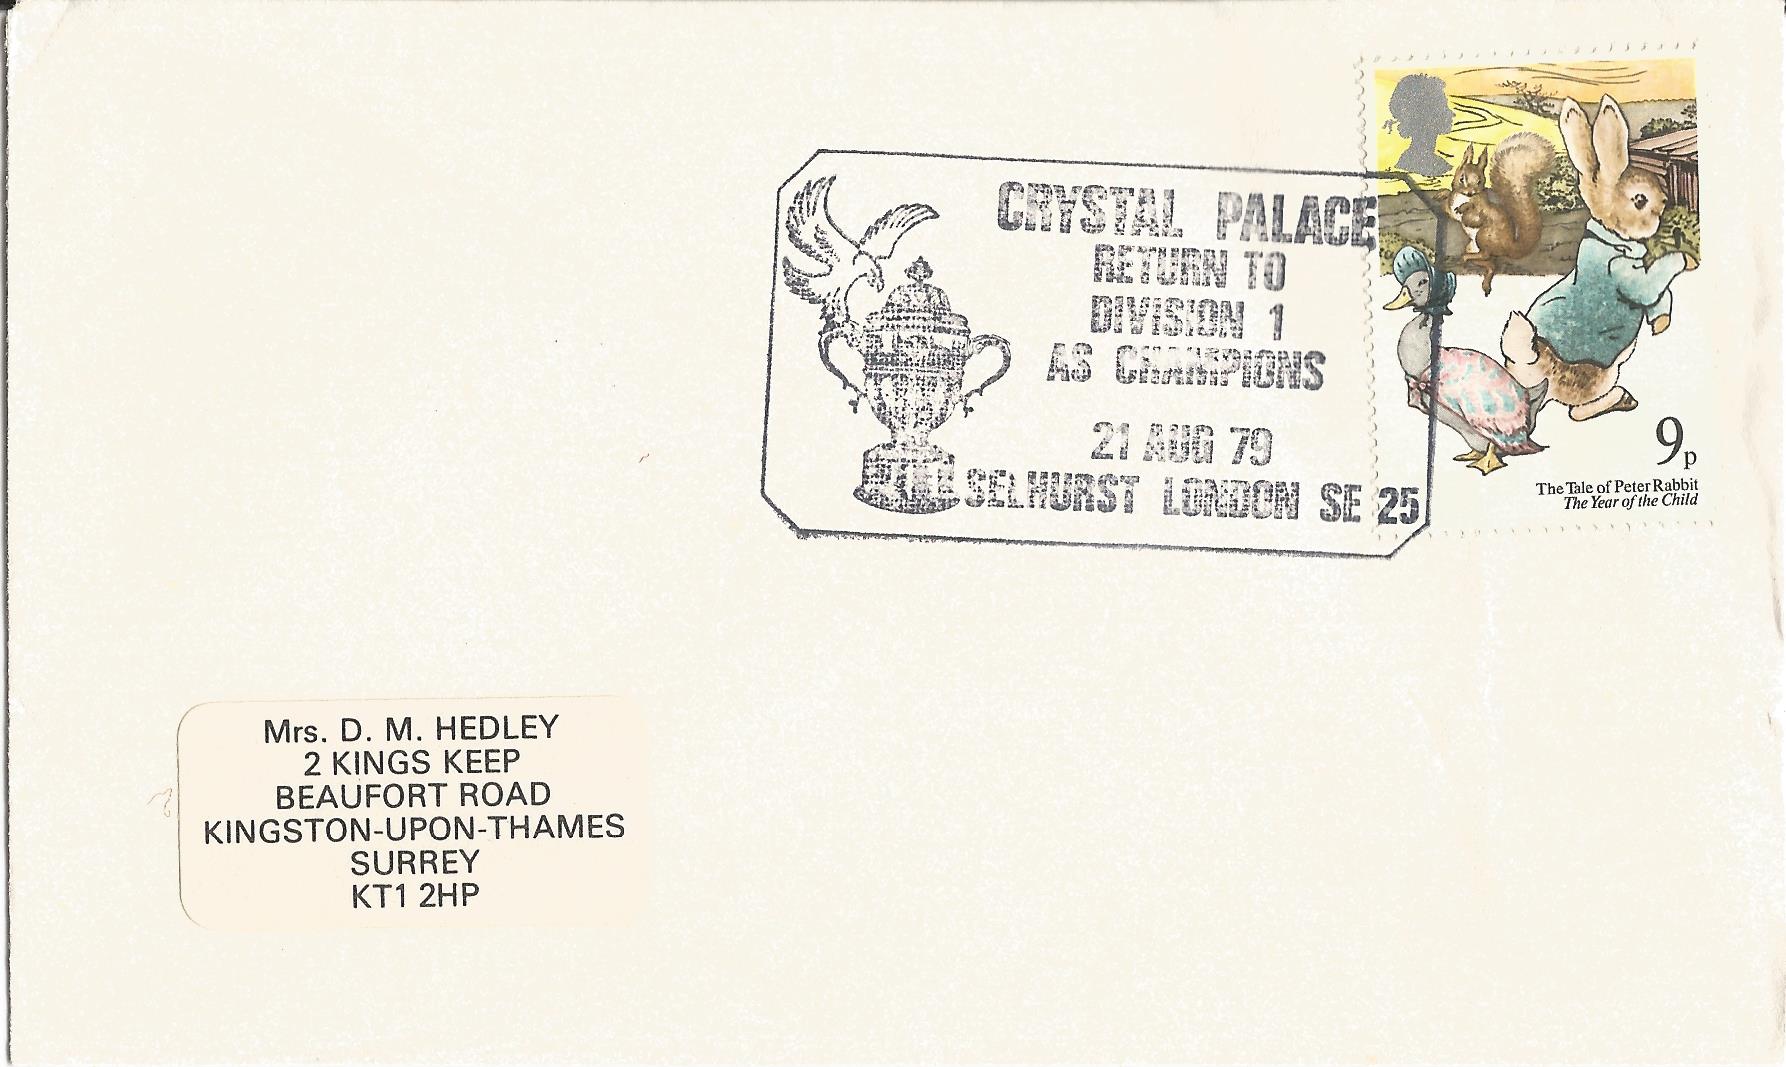 CRYSTAL PALACE
RETURN TO
DIVISION 1
AS CHAMPIONS
21 AUG 79
SELHURST LONDON SE 25
9p
The Tale of Peter Rabbit
The Year of the Child
Mrs. D. M. HEDLEY
2 KINGS KEEP
BEAUFORT ROAD
KINGSTON-UPON-THAMES
SURREY
KT1 2HP